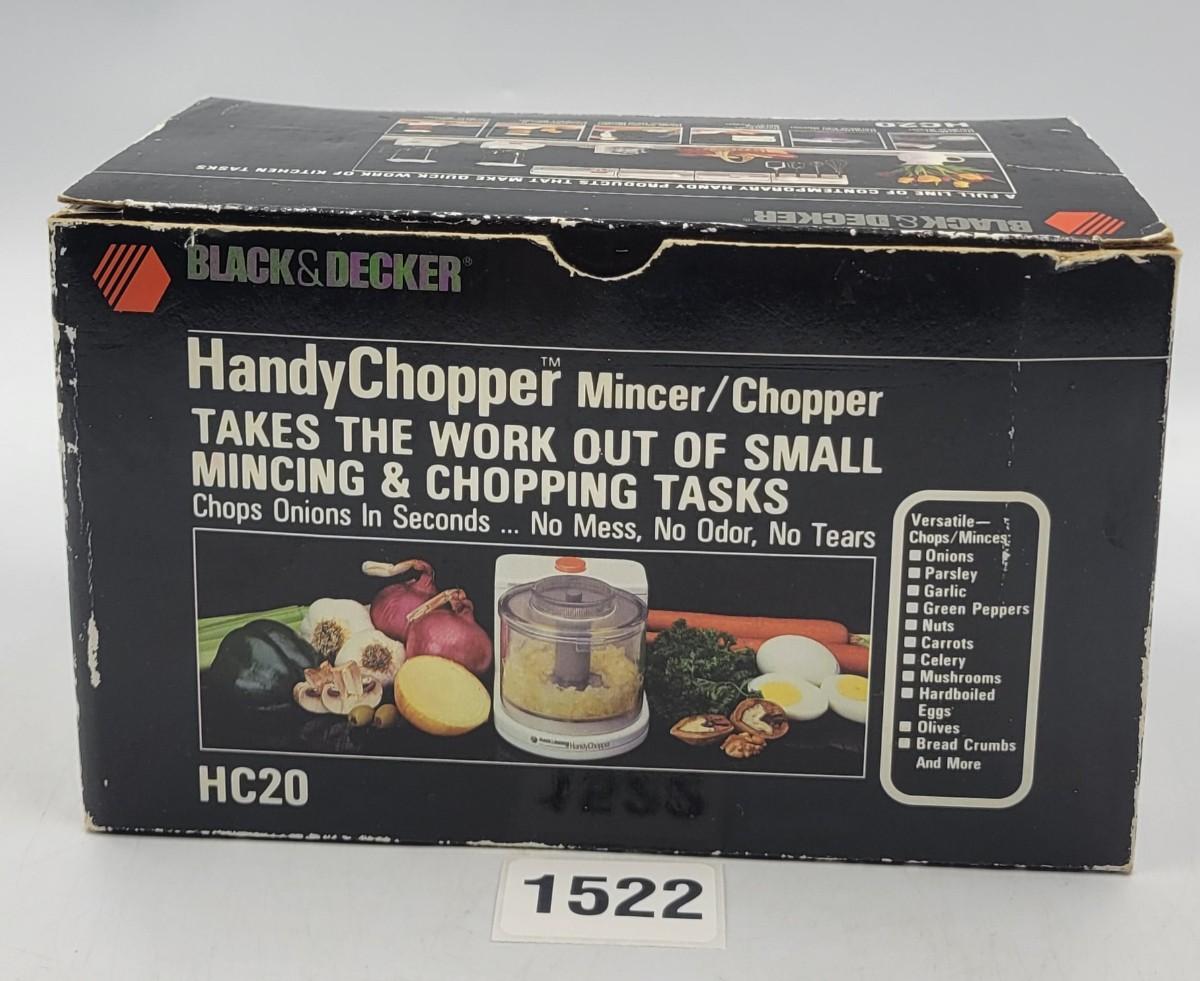 HC20
A FULL LINE OF CONTEMPORARY HANDY PRODUCTS THAT MAKE QUICK WORK OF KITCHEN TASKS
BLACK&DECKER®
BLACK&DECKER®
HandyChopper™ Mincer/Chopper
TAKES THE WORK OUT OF SMALL
MINCING & CHOPPING TASKS
Chops Onions In Seconds ... No Mess, No Odor, No Tears
Versatile—
Chops/Minces:
Onions
Parsley
Garlic
Green Peppers
Nuts
Carrots
Celery
Mushrooms
Hardboiled
Eggs
Olives
Bread Crumbs
And More
BLACK&DECKER HandyChopper
HC20
1522